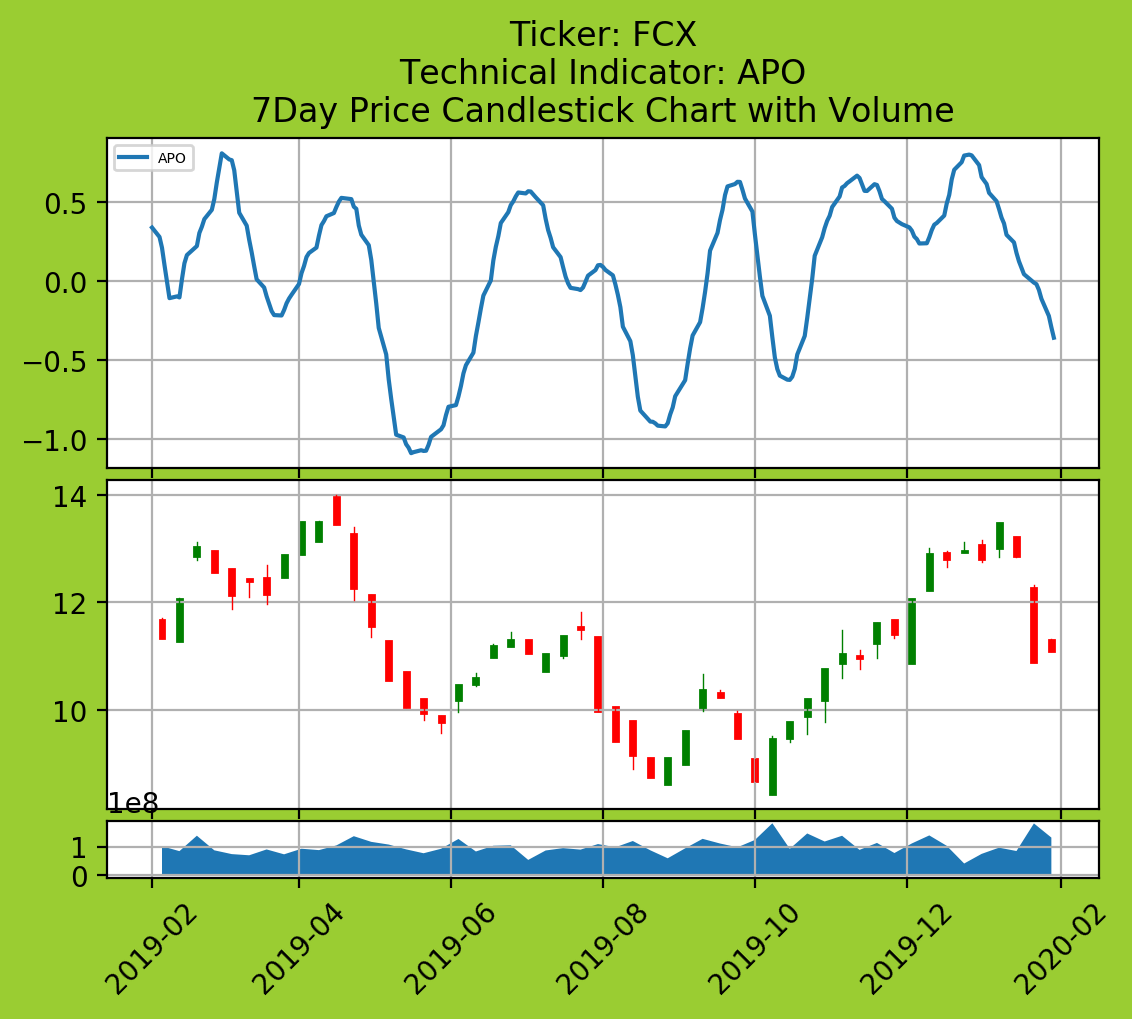 Ticker: FCX
Technical Indicator: APO
7Day Price Candlestick Chart with Volume
APO
0.5
0.0
−0.5
−1.0
14
12
10
1e8
1
0
2019-02 2019-04 2019-06 2019-08 2019-10 2019-12 2020-02